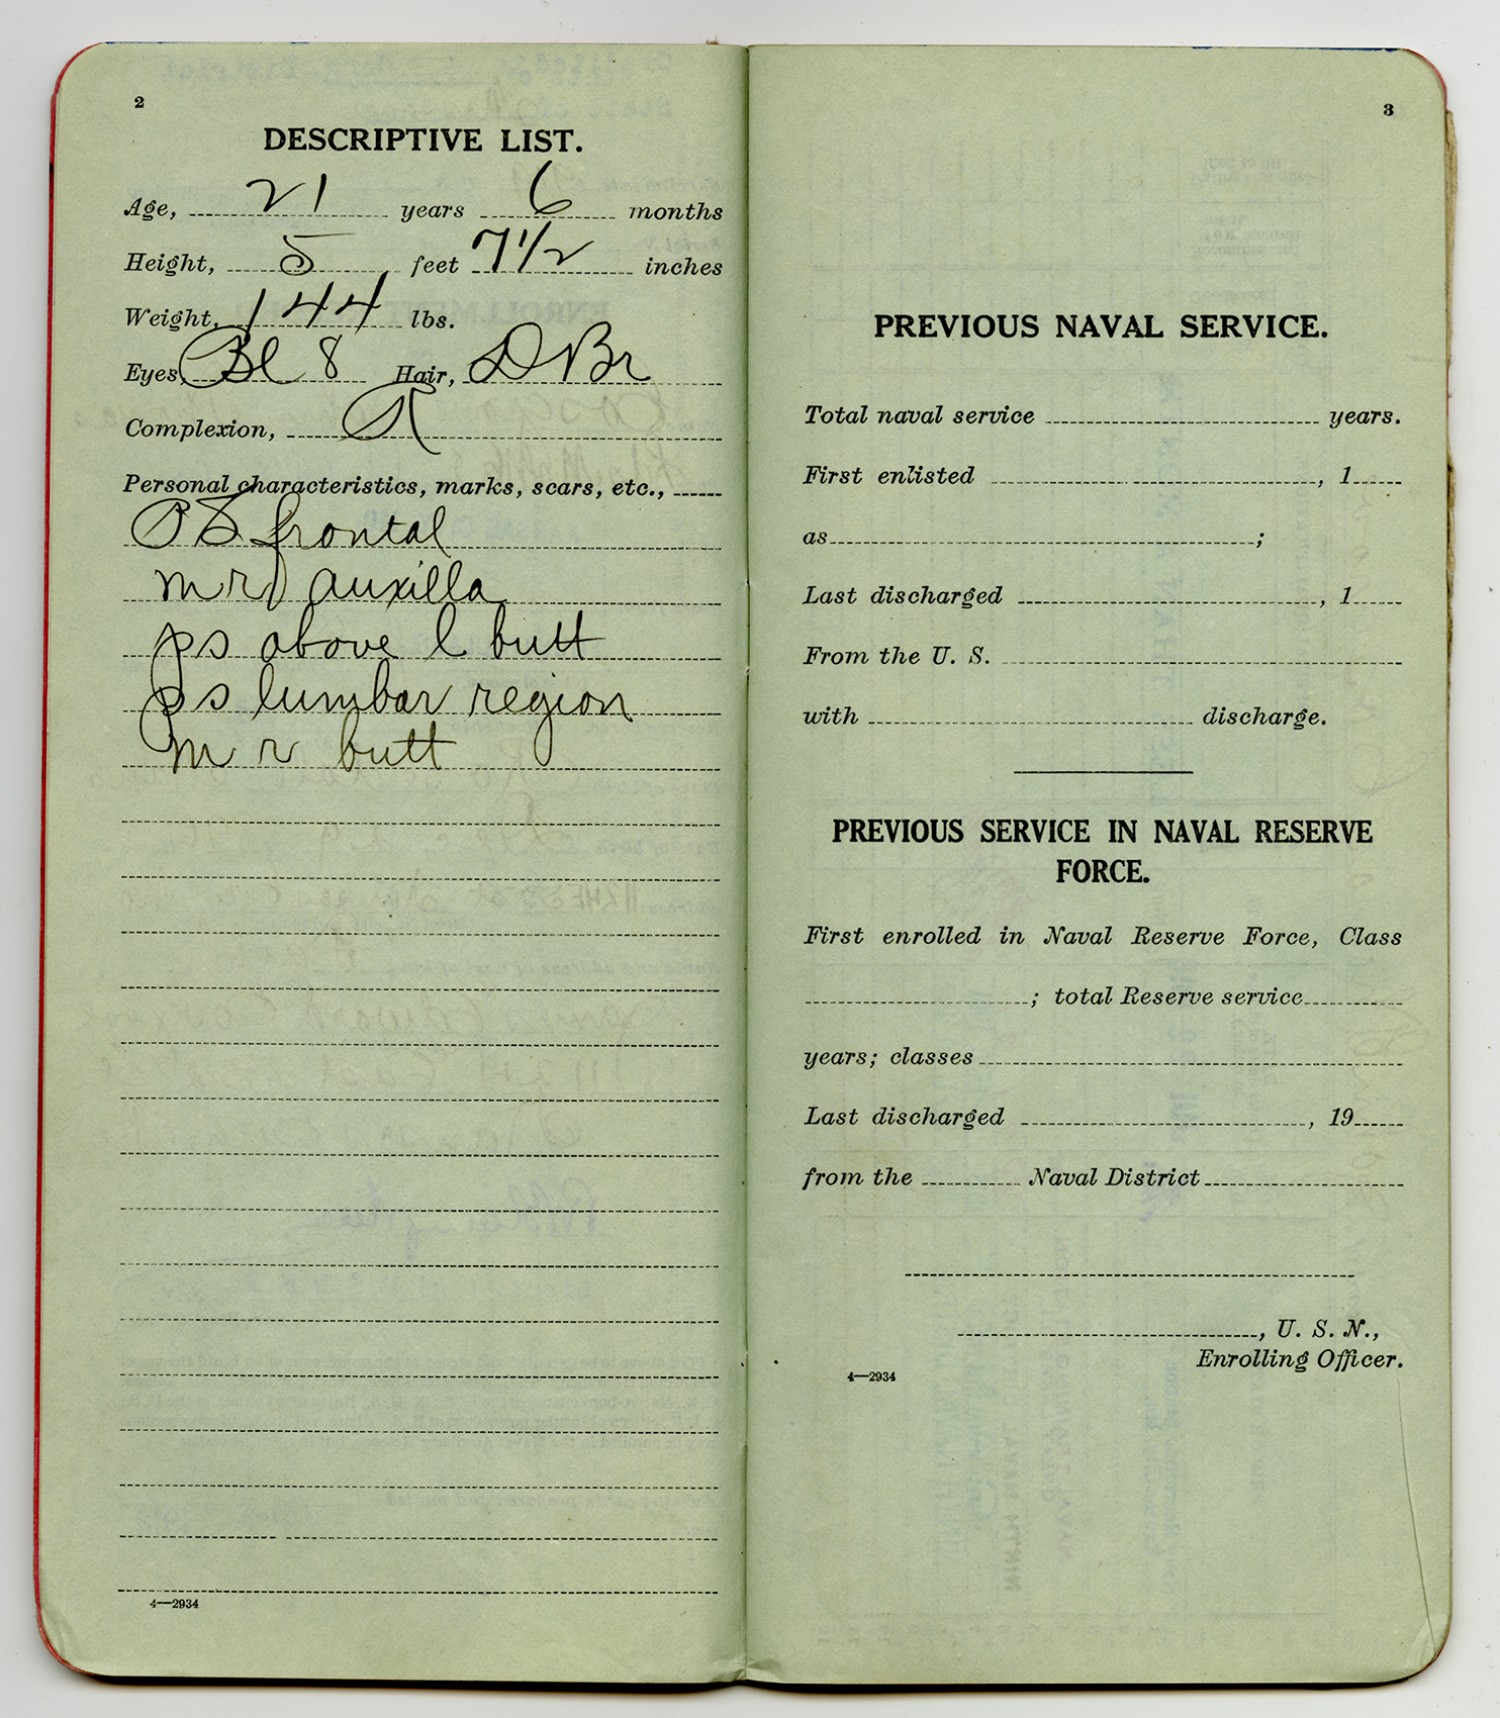 2
DESCRIPTIVE LIST.
Age, 21 years 6 months
Height, 5 feet 7 1/2 inches
Weight, 144 lbs.
Eyes, Bl 8 Hair, D Br
Complexion, R
Personal characteristics, marks, scars, etc.,
PS frontal
m r auxilla
ps above l butt
ps lumbar region
m r butt
4—2934
3
PREVIOUS NAVAL SERVICE.
Total naval service years.
First enlisted , 1
as ;
Last discharged , 1
From the U. S.
with discharge.
PREVIOUS SERVICE IN NAVAL RESERVE
FORCE.
First enrolled in Naval Reserve Force, Class
; total Reserve service
years; classes
Last discharged , 19
from the Naval District
, U. S. N.,
Enrolling Officer.
4—2934